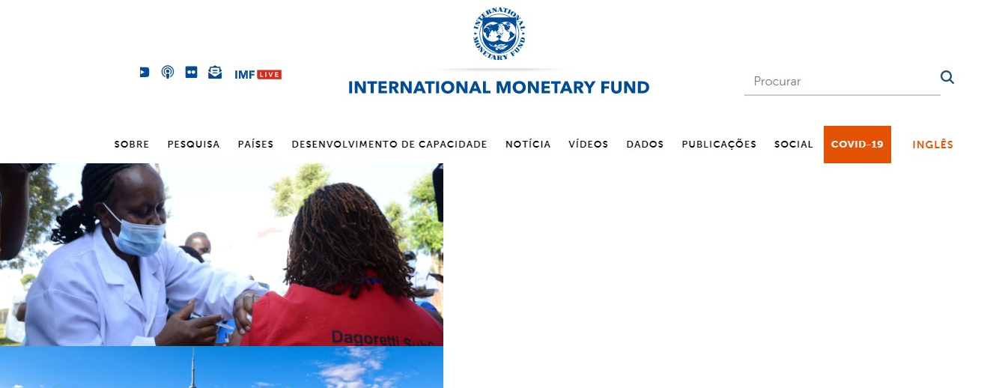 INTERNATIONAL
MONETARY FUND
IMF LIVE
INTERNATIONAL MONETARY FUND
Procurar
SOBRE
PESQUISA
PAÍSES
DESENVOLVIMENTO DE CAPACIDADE
NOTÍCIA
VÍDEOS
DADOS
PUBLICAÇÕES
SOCIAL
COVID-19
INGLÊS
Dagoretti